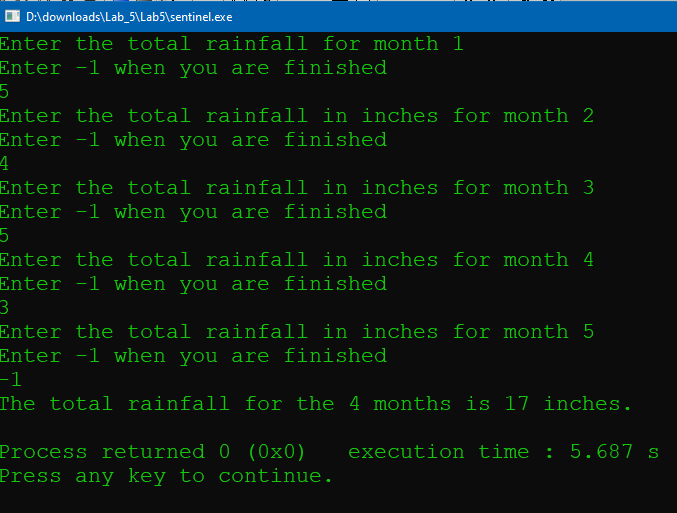 D:\downloads\Lab_5\Lab5\sentinel.exe
Enter the total rainfall for month 1
Enter -1 when you are finished
5
Enter the total rainfall in inches for month 2
Enter -1 when you are finished
4
Enter the total rainfall in inches for month 3
Enter -1 when you are finished
5
Enter the total rainfall in inches for month 4
Enter -1 when you are finished
3
Enter the total rainfall in inches for month 5
Enter -1 when you are finished
-1
The total rainfall for the 4 months is 17 inches.
Process returned 0 (0x0)   execution time : 5.687 s
Press any key to continue.